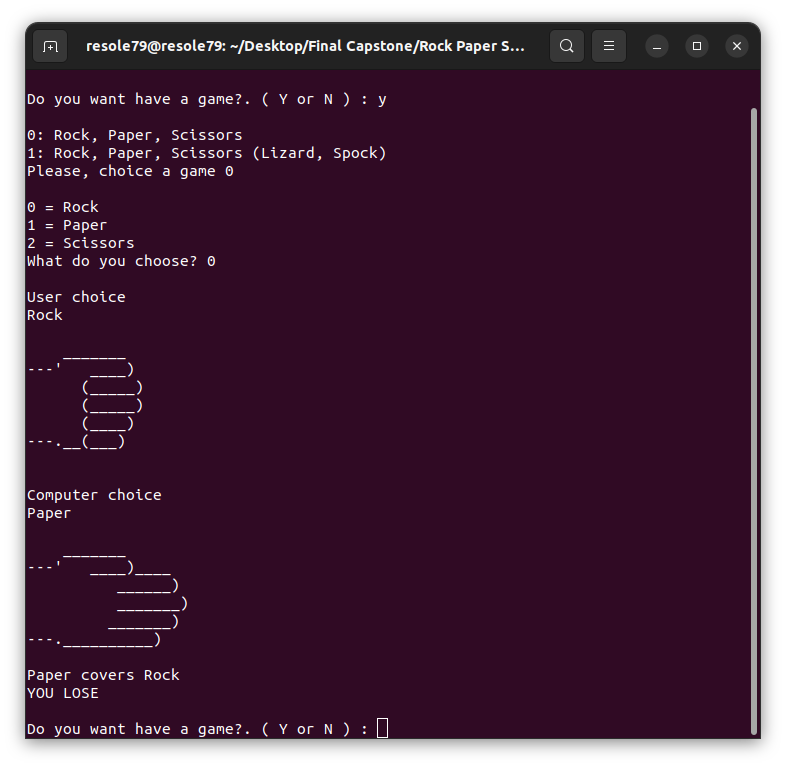 resole79@resole79: ~/Desktop/Final Capstone/Rock Paper S...
Do you want have a game?. ( Y or N ) : y
0: Rock, Paper, Scissors
1: Rock, Paper, Scissors (Lizard, Spock)
Please, choice a game 0
0 = Rock
1 = Paper
2 = Scissors
What do you choose? 0
User choice
Rock
    _______
---'   ____)
      (_____)
      (_____)
      (____)
---.__(___)
Computer choice
Paper
    _______
---'   ____)____
          ______)
          _______)
         _______)
---.__________)
Paper covers Rock
YOU LOSE
Do you want have a game?. ( Y or N ) :